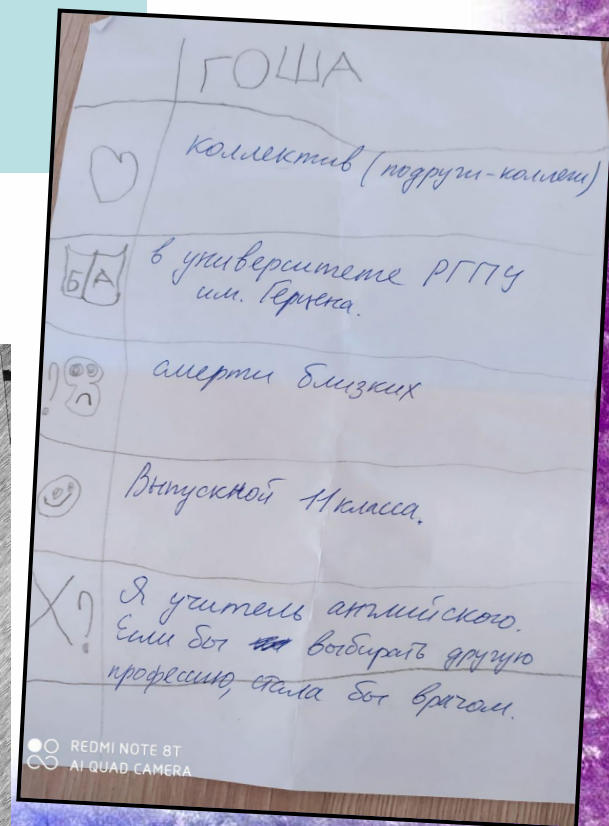 ГОША
коллектив (подруги-коллеги)
БА
в университете РГПУ
им. Герцена.
?
смерти близких
Выпускной 11 класса.
Х?
Я учитель английского.
Если бы выбирать другую
профессию, стала бы врачом.
REDMI NOTE 8T
AI QUAD CAMERA